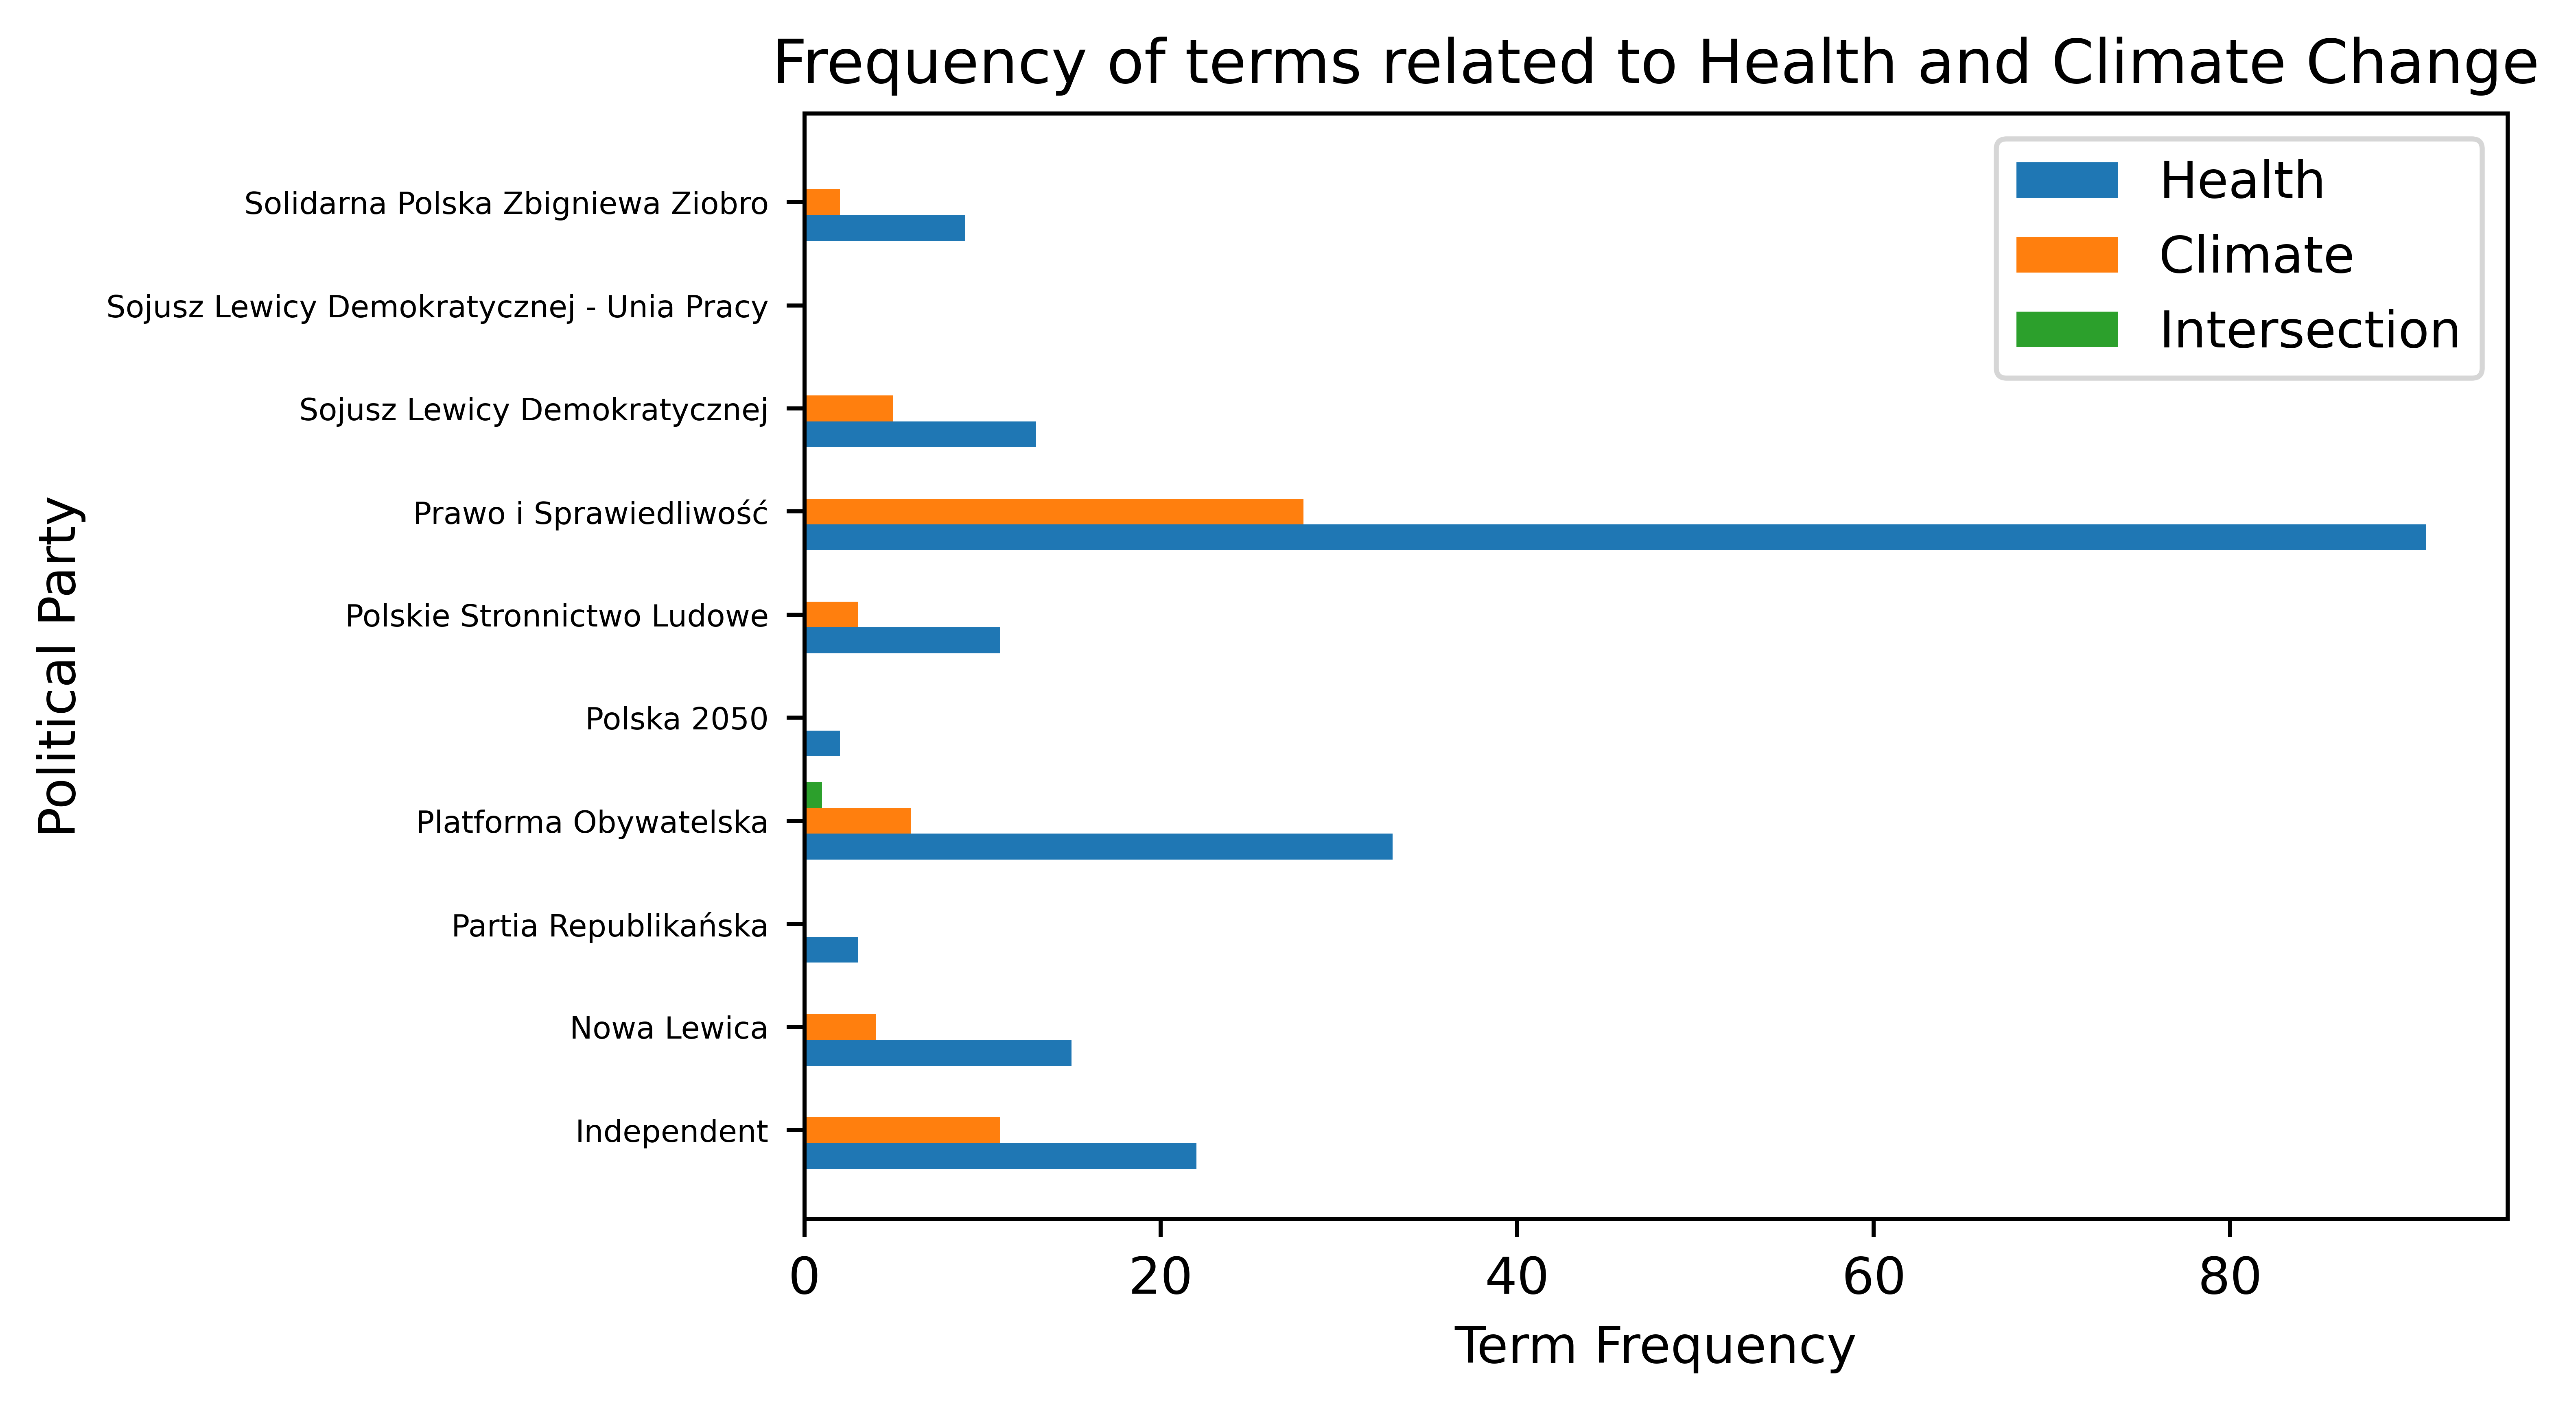 Frequency of terms related to Health and Climate Change
Health
Climate
Intersection
Political Party
Solidarna Polska Zbigniewa Ziobro
Sojusz Lewicy Demokratycznej - Unia Pracy
Sojusz Lewicy Demokratycznej
Prawo i Sprawiedliwość
Polskie Stronnictwo Ludowe
Polska 2050
Platforma Obywatelska
Partia Republikańska
Nowa Lewica
Independent
0 20 40 60 80
Term Frequency